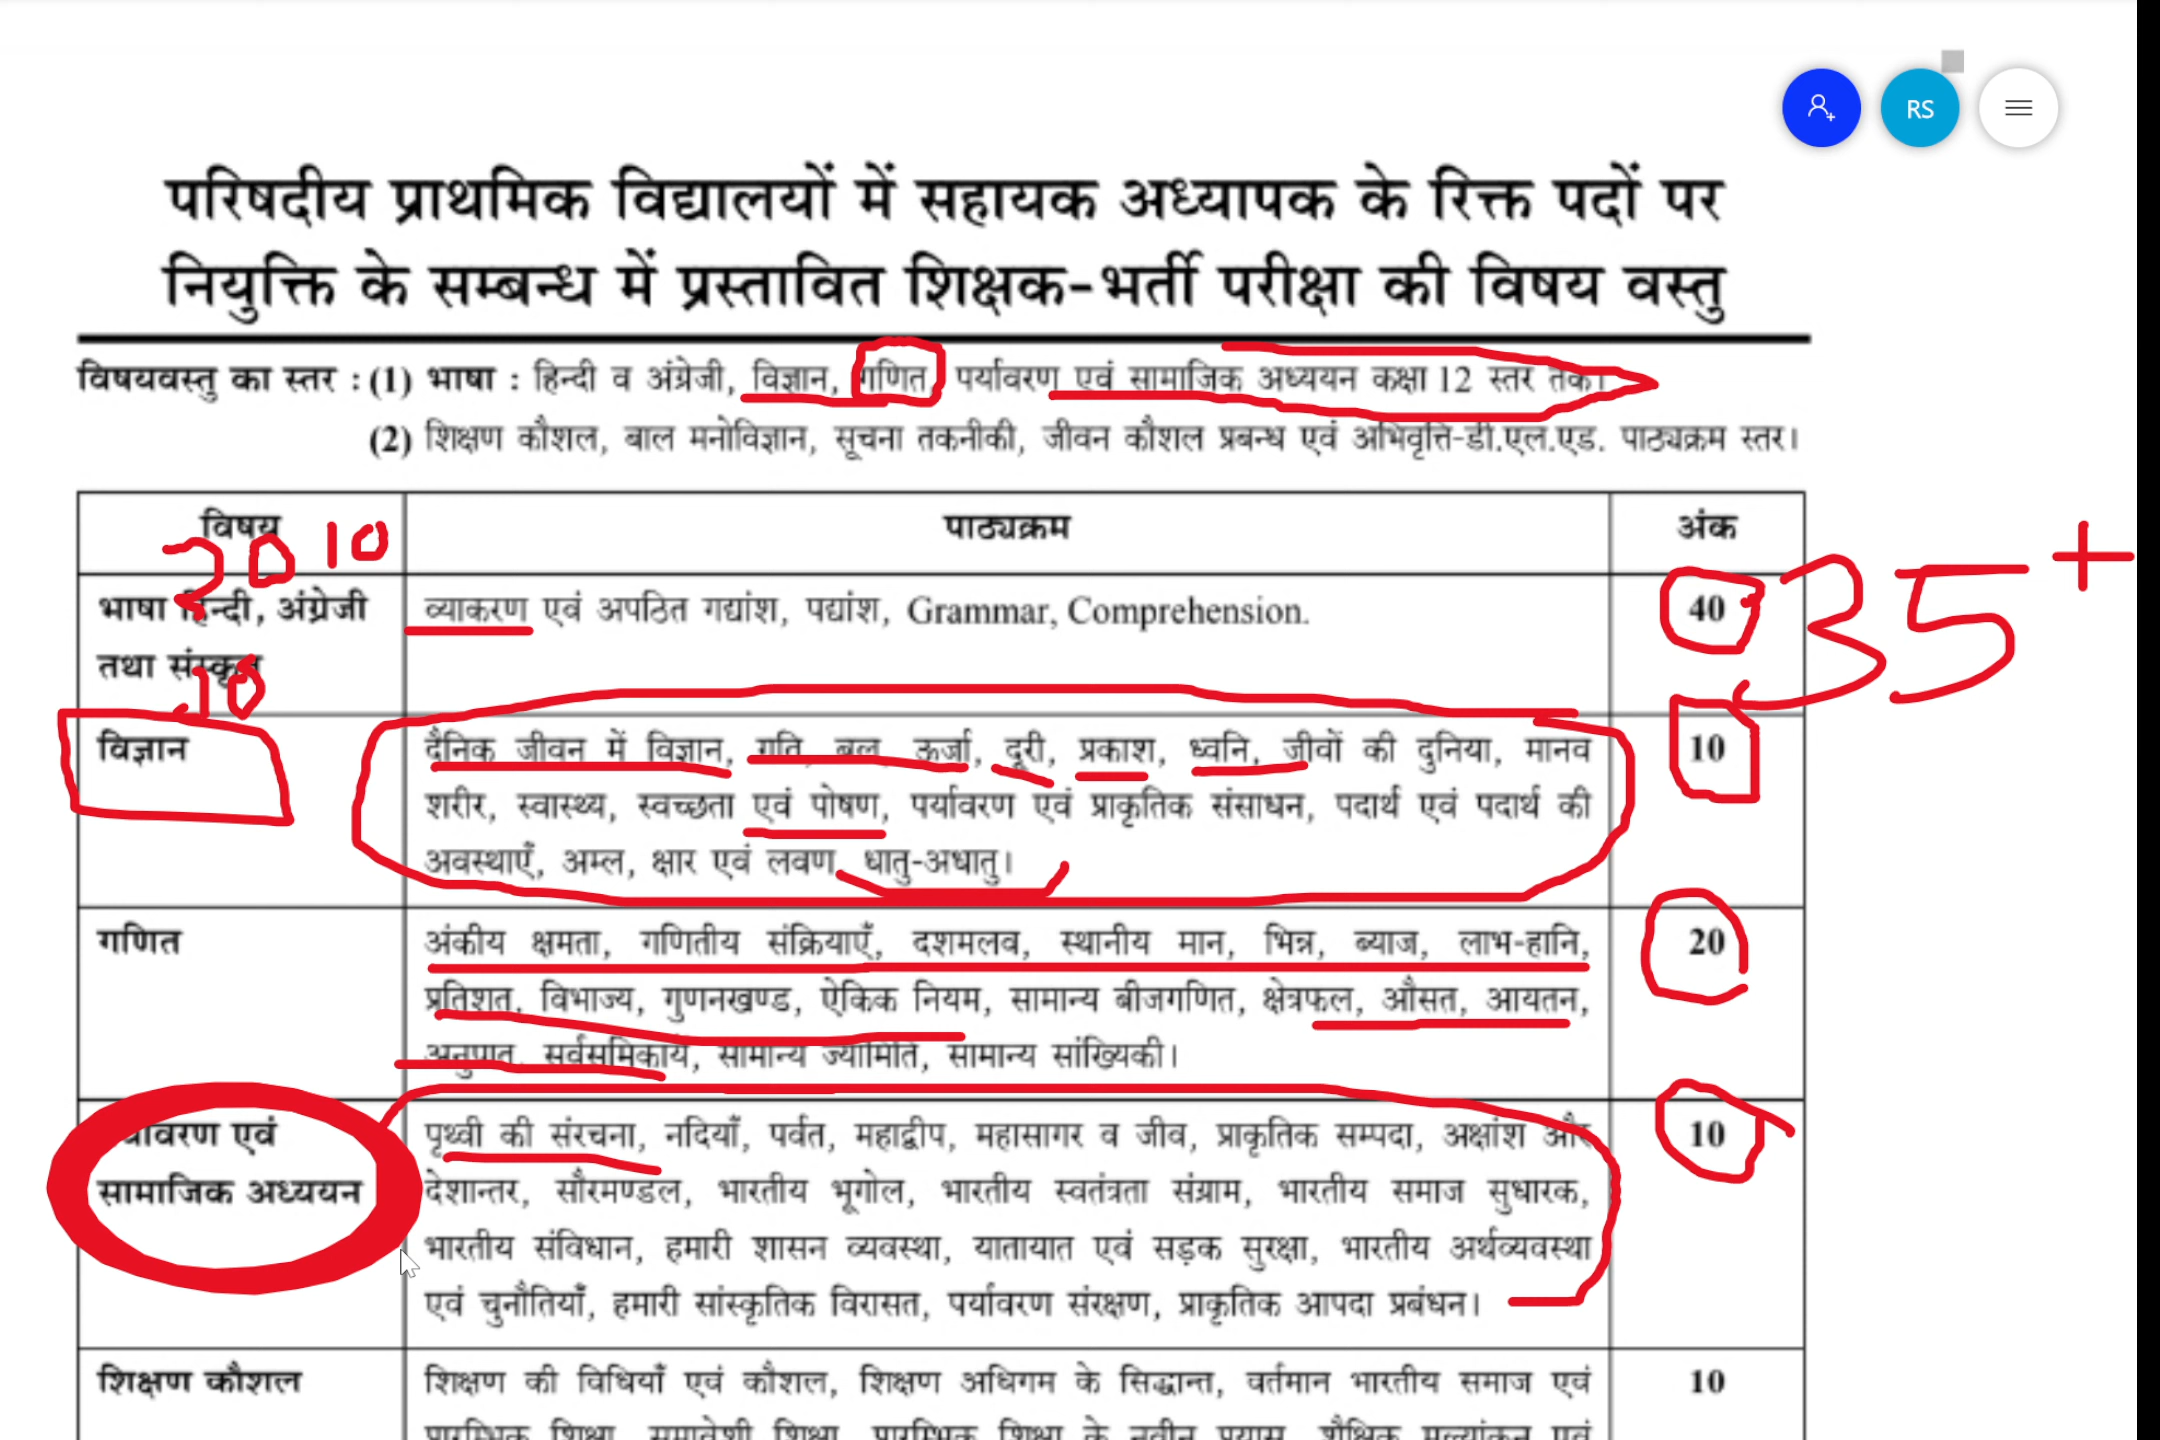 RS
परिषदीय प्राथमिक विद्यालयों में सहायक अध्यापक के रिक्त पदों पर
नियुक्ति के सम्बन्ध में प्रस्तावित शिक्षक-भर्ती परीक्षा की विषय वस्तु
विषयवस्तु का स्तर : (1) भाषा : हिन्दी व अंग्रेजी, विज्ञान, गणित, पर्यावरण एवं सामाजिक अध्ययन कक्षा 12 स्तर तक।
(2) शिक्षण कौशल, बाल मनोविज्ञान, सूचना तकनीकी, जीवन कौशल प्रबन्ध एवं अभिवृत्ति-डी.एल.एड. पाठ्यक्रम स्तर।
विषय पाठ्यक्रम अंक
20 10
35+
भाषा हिन्दी, अंग्रेजी व्याकरण एवं अपठित गद्यांश, पद्यांश, Grammar, Comprehension. 40
तथा संस्कृत
10
विज्ञान दैनिक जीवन में विज्ञान, गति, बल, ऊर्जा, दूरी, प्रकाश, ध्वनि, जीवों की दुनिया, मानव 10
शरीर, स्वास्थ्य, स्वच्छता एवं पोषण, पर्यावरण एवं प्राकृतिक संसाधन, पदार्थ एवं पदार्थ की
अवस्थाएँ, अम्ल, क्षार एवं लवण, धातु-अधातु।
गणित अंकीय क्षमता, गणितीय संक्रियाएँ, दशमलव, स्थानीय मान, भिन्न, ब्याज, लाभ-हानि, 20
प्रतिशत, विभाज्य, गुणनखण्ड, ऐकिक नियम, सामान्य बीजगणित, क्षेत्रफल, औसत, आयतन,
अनुपात, सर्वसमिकायें, सामान्य ज्यामिति, सामान्य सांख्यिकी।
एवं पृथ्वी की संरचना, नदियाँ, पर्वत, महाद्वीप, महासागर व जीव, प्राकृतिक सम्पदा, अक्षांश और 10
सामाजिक अध्ययन देशान्तर, सौरमण्डल, भारतीय भूगोल, भारतीय स्वतंत्रता संग्राम, भारतीय समाज सुधारक,
भारतीय संविधान, हमारी शासन व्यवस्था, यातायात एवं सड़क सुरक्षा, भारतीय अर्थव्यवस्था
एवं चुनौतियाँ, हमारी सांस्कृतिक विरासत, पर्यावरण संरक्षण, प्राकृतिक आपदा प्रबंधन।
शिक्षण कौशल शिक्षण की विधियाँ एवं कौशल, शिक्षण अधिगम के सिद्धान्त, वर्तमान भारतीय समाज एवं 10